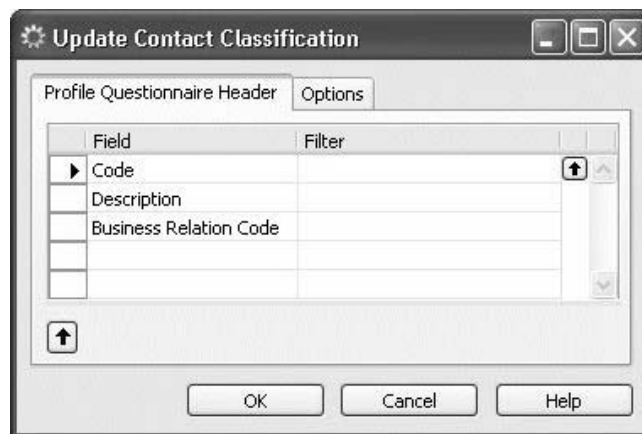 Update Contact Classification
Profile Questionnaire Header Options
Field Filter
Code
Description
Business Relation Code
OK Cancel Help